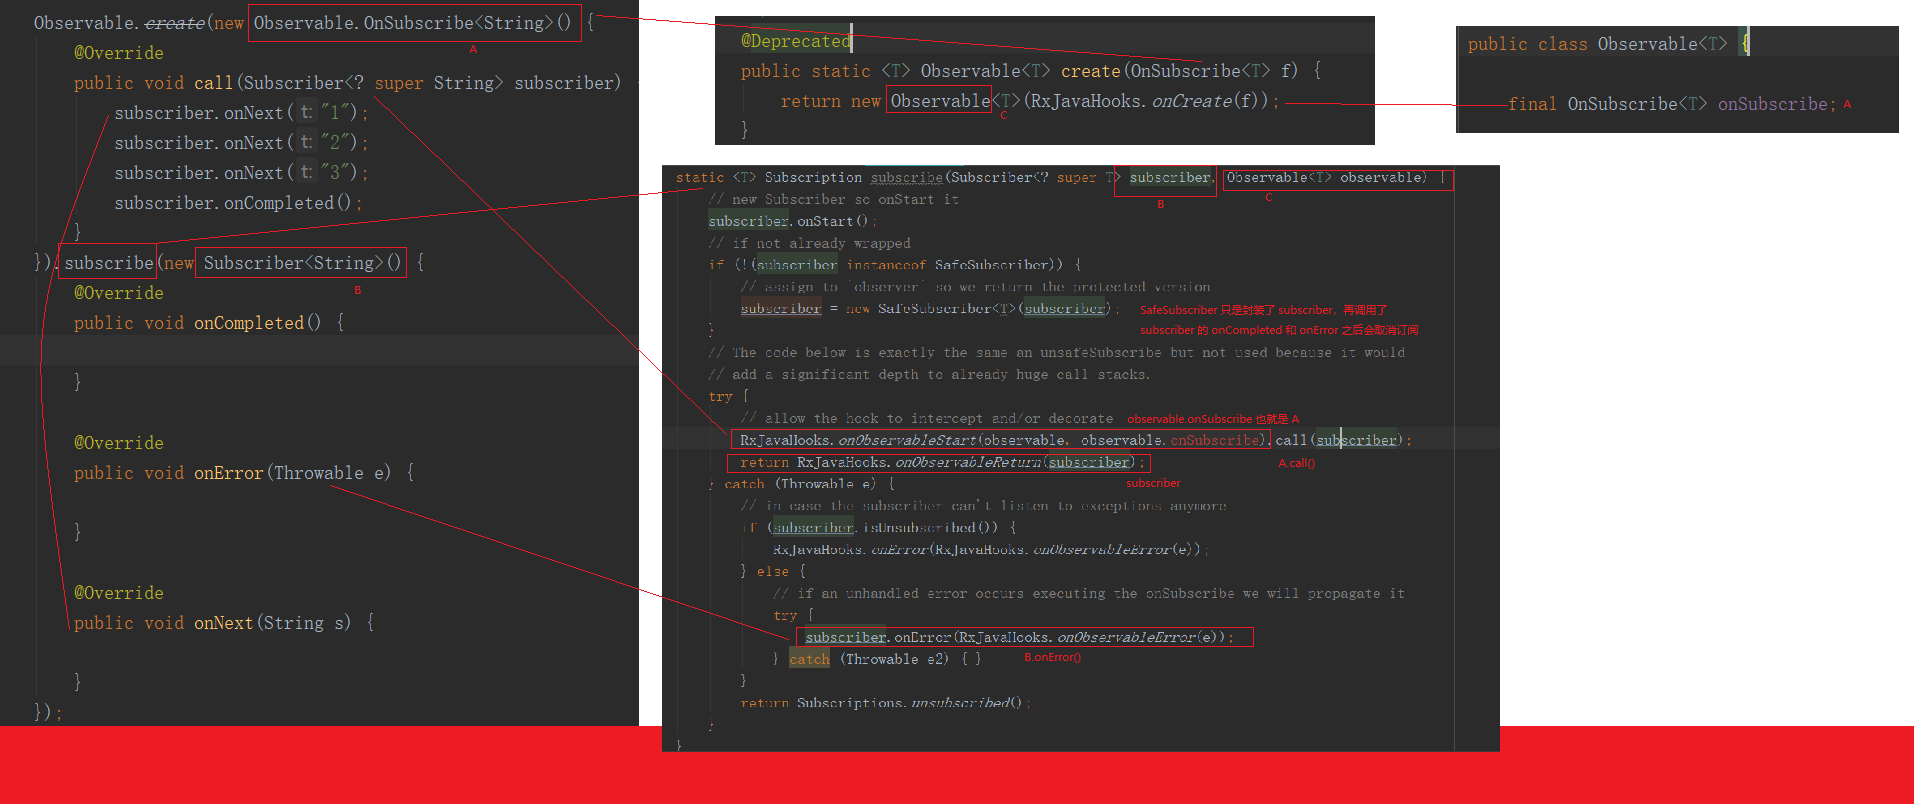 Observable.create(new Observable.OnSubscribe<String>() {
A
@Override
public void call(Subscriber<? super String> subscriber)
subscriber.onNext( t: "1");
subscriber.onNext( t: "2");
subscriber.onNext( t: "3");
subscriber.onCompleted();
}
}).subscribe(new Subscriber<String>() {
B
@Override
public void onCompleted() {
}
@Override
public void onError(Throwable e) {
}
@Override
public void onNext(String s) {
}
});
@Deprecated
public static <T> Observable<T> create(OnSubscribe<T> f) {
return new Observable<T>(RxJavaHooks.onCreate(f));
C
}
public class Observable<T> {
final OnSubscribe<T> onSubscribe; A
static <T> Subscription subscribe(Subscriber<? super T> subscriber, Observable<T> observable) {
B C
// new Subscriber so onStart it
subscriber.onStart();
// if not already wrapped
if (!(subscriber instanceof SafeSubscriber)) {
// assign to `observer` so we return the protected version
subscriber = new SafeSubscriber<T>(subscriber);
SafeSubscriber 只是封装了 subscriber，再调用了
subscriber 的 onCompleted 和 onError 之后会取消订阅
}
// The code below is exactly the same an unsafeSubscribe but not used because it would
// add a significant depth to already huge call stacks.
try {
// allow the hook to intercept and/or decorate
observable.onSubscribe 也就是 A
RxJavaHooks.onObservableStart(observable, observable.onSubscribe).call(subscriber);
return RxJavaHooks.onObservableReturn(subscriber);
A.call()
subscriber
} catch (Throwable e) {
// in case the subscriber can't listen to exceptions anymore
if (subscriber.isUnsubscribed()) {
RxJavaHooks.onError(RxJavaHooks.onObservableError(e));
} else {
// if an unhandled error occurs executing the onSubscribe we will propagate it
try {
subscriber.onError(RxJavaHooks.onObservableError(e));
} catch (Throwable e2) { }
B.onError()
}
return Subscriptions.unsubscribed();
}
}